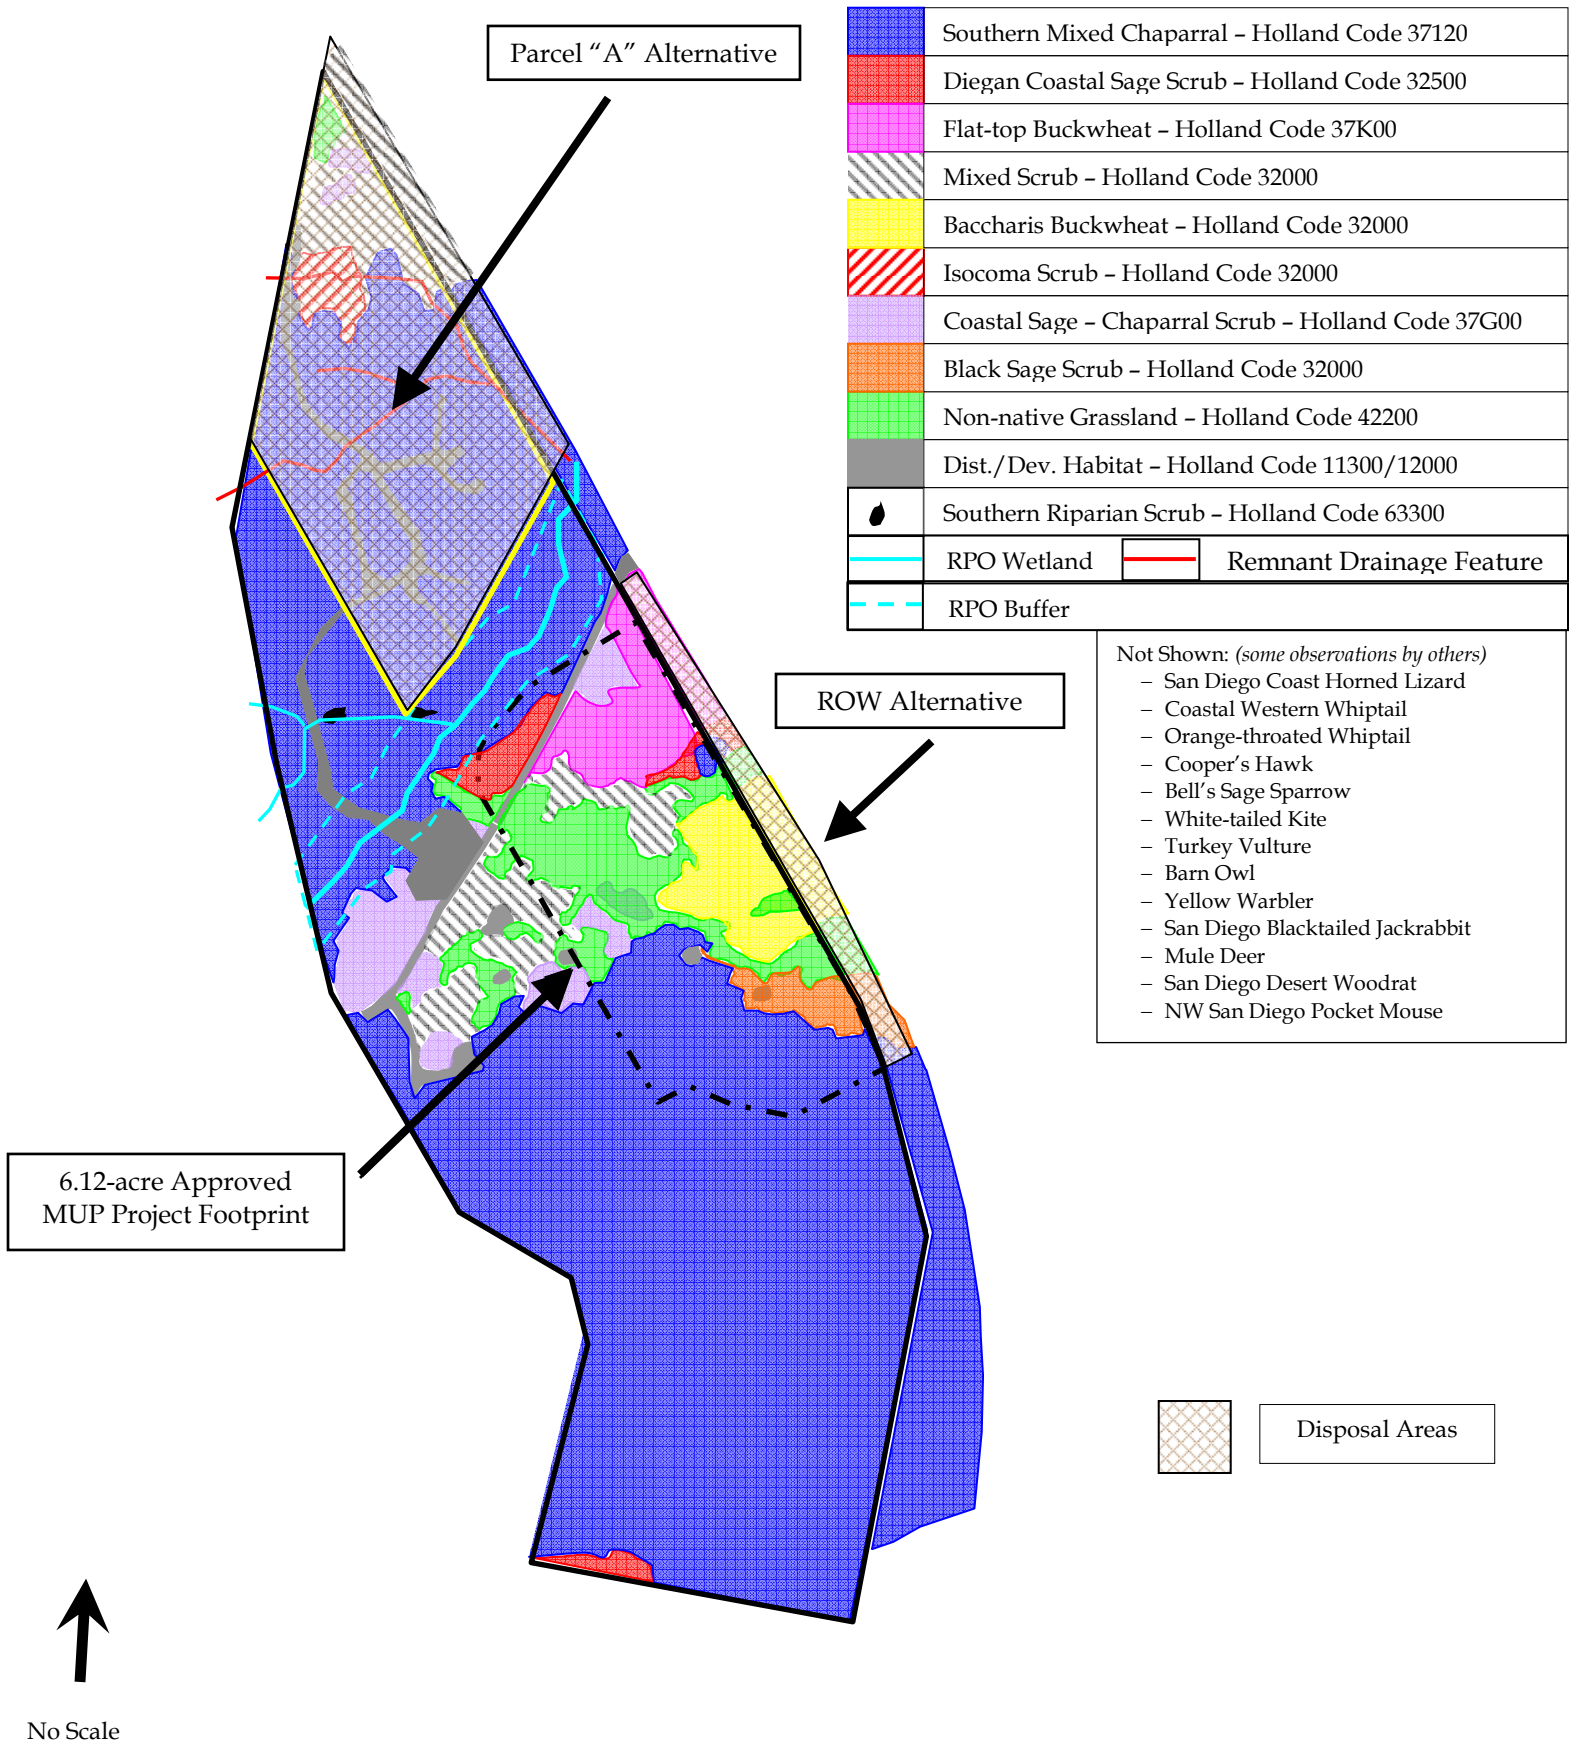 Parcel “A” Alternative
Southern Mixed Chaparral – Holland Code 37120
Diegan Coastal Sage Scrub – Holland Code 32500
Flat-top Buckwheat – Holland Code 37K00
Mixed Scrub – Holland Code 32000
Baccharis Buckwheat – Holland Code 32000
Isocoma Scrub – Holland Code 32000
Coastal Sage – Chaparral Scrub – Holland Code 37G00
Black Sage Scrub – Holland Code 32000
Non-native Grassland – Holland Code 42200
Dist./Dev. Habitat – Holland Code 11300/12000
Southern Riparian Scrub – Holland Code 63300
RPO Wetland Remnant Drainage Feature
RPO Buffer
Not Shown: (some observations by others)
– San Diego Coast Horned Lizard
– Coastal Western Whiptail
– Orange-throated Whiptail
– Cooper’s Hawk
– Bell’s Sage Sparrow
– White-tailed Kite
– Turkey Vulture
– Barn Owl
– Yellow Warbler
– San Diego Blacktailed Jackrabbit
– Mule Deer
– San Diego Desert Woodrat
– NW San Diego Pocket Mouse
ROW Alternative
6.12-acre Approved
MUP Project Footprint
Disposal Areas
No Scale